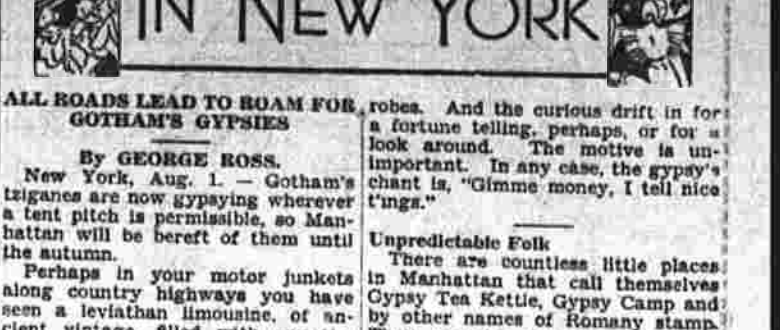 IN NEW YORK
ALL ROADS LEAD TO ROAM FOR
GOTHAM'S GYPSIES
By GEORGE ROSS.
New York, Aug. 1. — Gotham's
tziganes are now gypsying wherever
a tent pitch is permissible, so Man-
hattan will be bereft of them until
the autumn.
Perhaps in your motor junkets
along country highways you have
seen a leviathan limousine, of an-
cient vintage, filled with
robes. And the curious drift in for
a fortune telling, perhaps, or for a
look around. The motive is un-
important. In any case, the gypsy's
chant is, "Gimme money, I tell nice
t'ings."
Unpredictable Folk
There are countless little places
in Manhattan that call themselves
Gypsy Tea Kettle, Gypsy Camp and
by other names of Romany stamp.